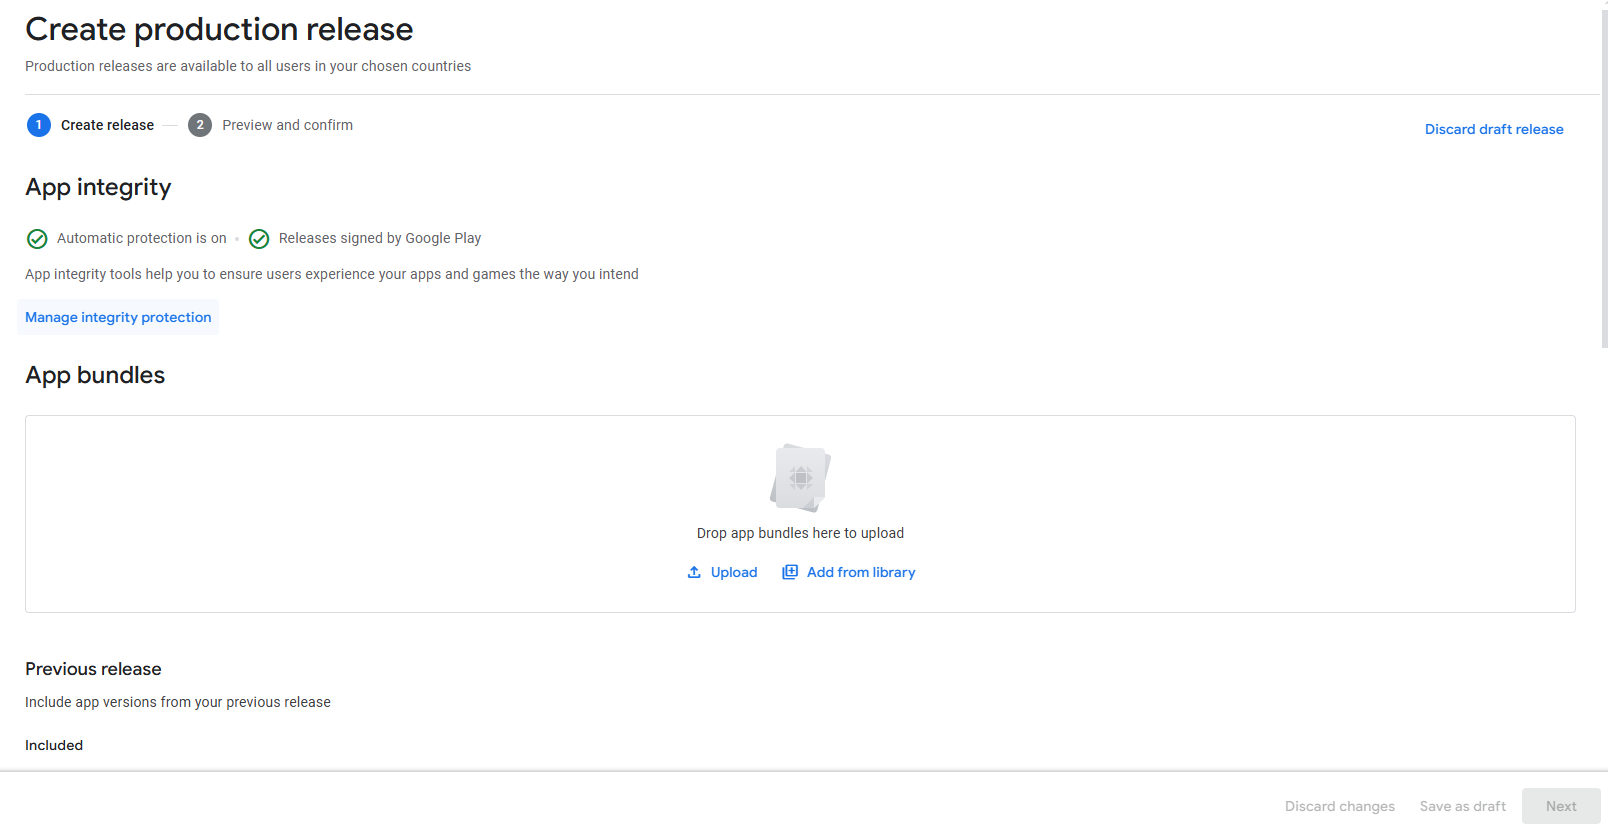 Create production release
Production releases are available to all users in your chosen countries
1 Create release 2 Preview and confirm
Discard draft release
App integrity
Automatic protection is on • Releases signed by Google Play
App integrity tools help you to ensure users experience your apps and games the way you intend
Manage integrity protection
App bundles
Drop app bundles here to upload
Upload Add from library
Previous release
Include app versions from your previous release
Included
Discard changes Save as draft Next